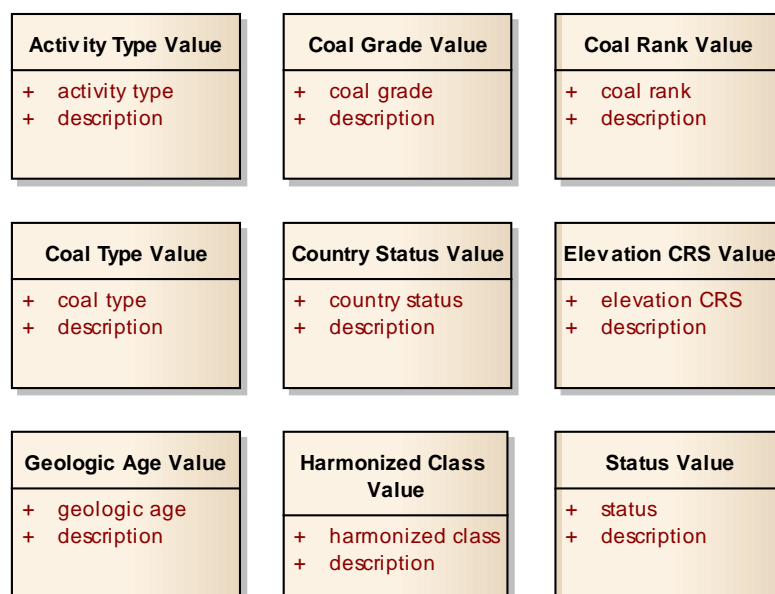 Activity Type Value
+ activity type
+ description
Coal Grade Value
+ coal grade
+ description
Coal Rank Value
+ coal rank
+ description
Coal Type Value
+ coal type
+ description
Country Status Value
+ country status
+ description
Elevation CRS Value
+ elevation CRS
+ description
Geologic Age Value
+ geologic age
+ description
Harmonized Class
Value
+ harmonized class
+ description
Status Value
+ status
+ description